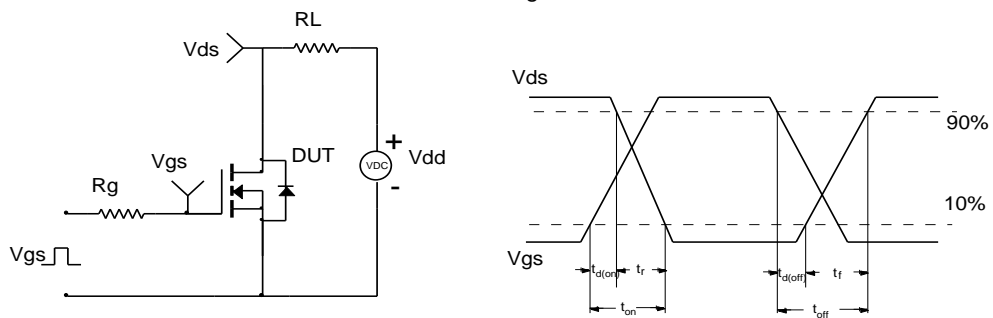 RL
Vds
Vgs
DUT
VDC
+
Vdd
-
Rg
Vgs
Vds
90%
10%
Vgs
td(on)
tr
ton
td(off)
tf
toff